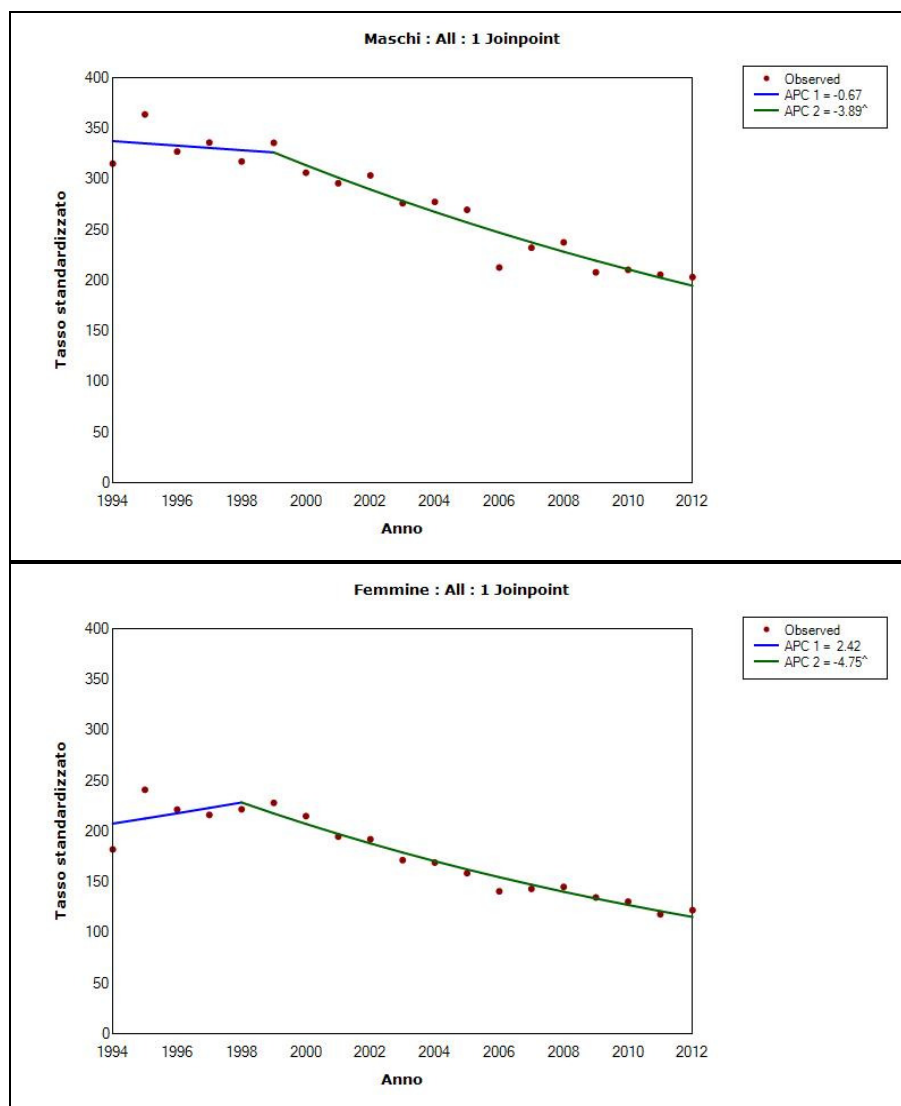 Maschi : All : 1 Joinpoint
400
350
300
250
200
150
100
50
0
Tasso standardizzato
1994 1996 1998 2000 2002 2004 2006 2008 2010 2012
Anno
Observed
APC 1 = -0.67
APC 2 = -3.89^
Femmine : All : 1 Joinpoint
400
350
300
250
200
150
100
50
0
Tasso standardizzato
1994 1996 1998 2000 2002 2004 2006 2008 2010 2012
Anno
Observed
APC 1 = 2.42
APC 2 = -4.75^